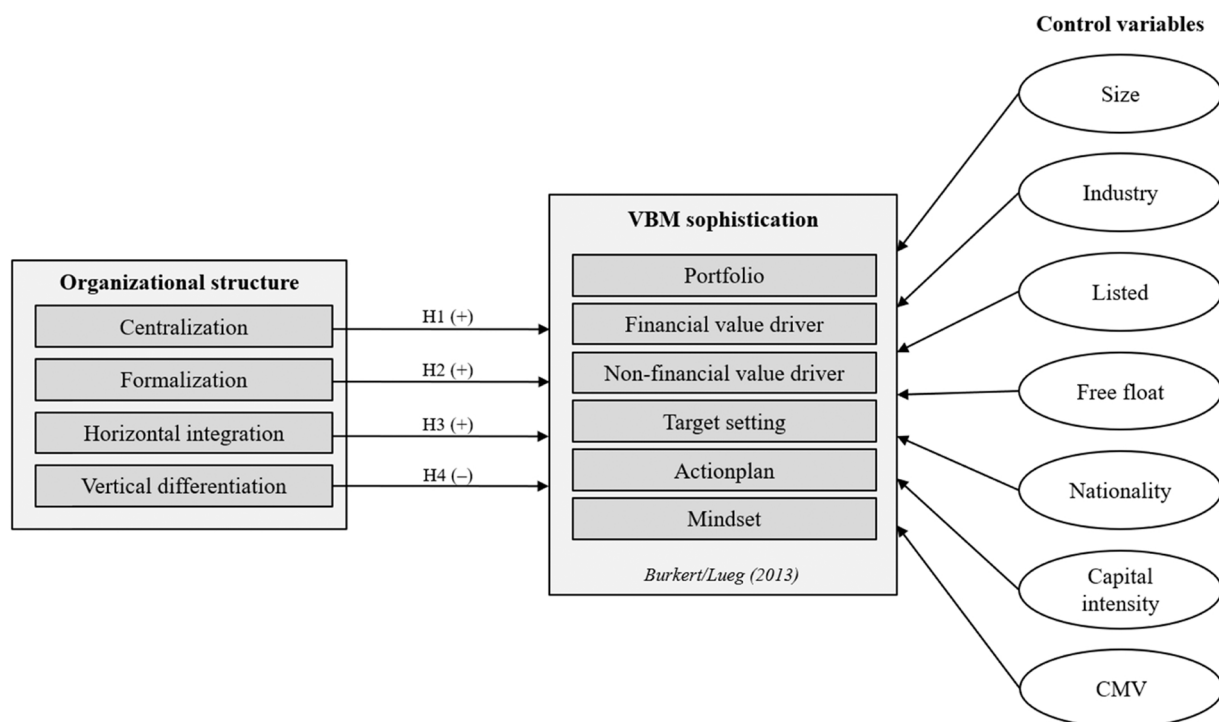 Control variables
Size
Industry
Listed
Free float
Nationality
Capital
intensity
CMV
VBM sophistication
Portfolio
Financial value driver
Non-financial value driver
Target setting
Actionplan
Mindset
Burkert/Lueg (2013)
Organizational structure
Centralization
Formalization
Horizontal integration
Vertical differentiation
H1 (+)
H2 (+)
H3 (+)
H4 (–)